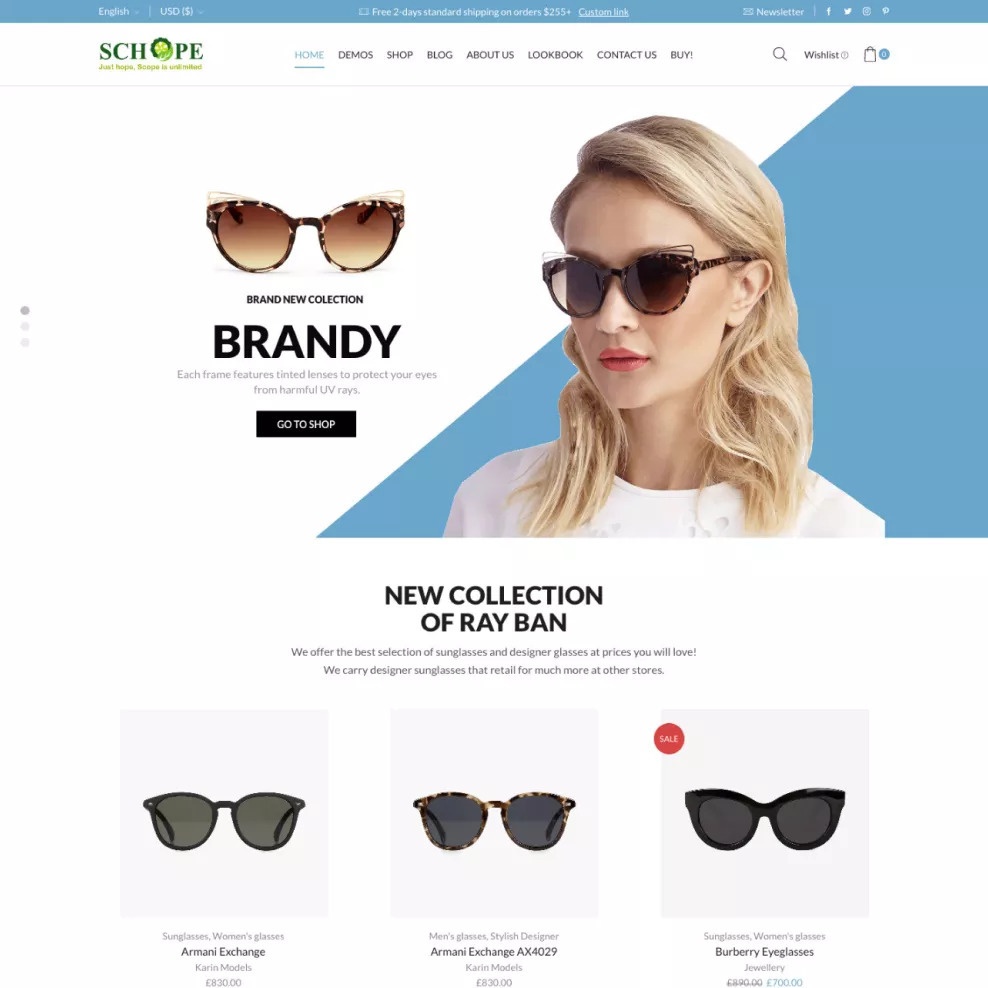 English
USD ($)
Free 2-days standard shipping on orders $255+ Custom link
Newsletter
SCHOPE
Just hope, Scope is unlimited
HOME
DEMOS
SHOP
BLOG
ABOUT US
LOOKBOOK
CONTACT US
BUY!
Wishlist
0
BRAND NEW COLECTION
BRANDY
Each frame features tinted lenses to protect your eyes
from harmful UV rays.
GO TO SHOP
NEW COLLECTION
OF RAY BAN
We offer the best selection of sunglasses and designer glasses at prices you will love!
We carry designer sunglasses that retail for much more at other stores.
SALE
Sunglasses, Women's glasses
Armani Exchange
Karin Models
£830.00
Men's glasses, Stylish Designer
Armani Exchange AX4029
Karin Models
£830.00
Sunglasses, Women's glasses
Burberry Eyeglasses
Jewellery
£890.00 £700.00